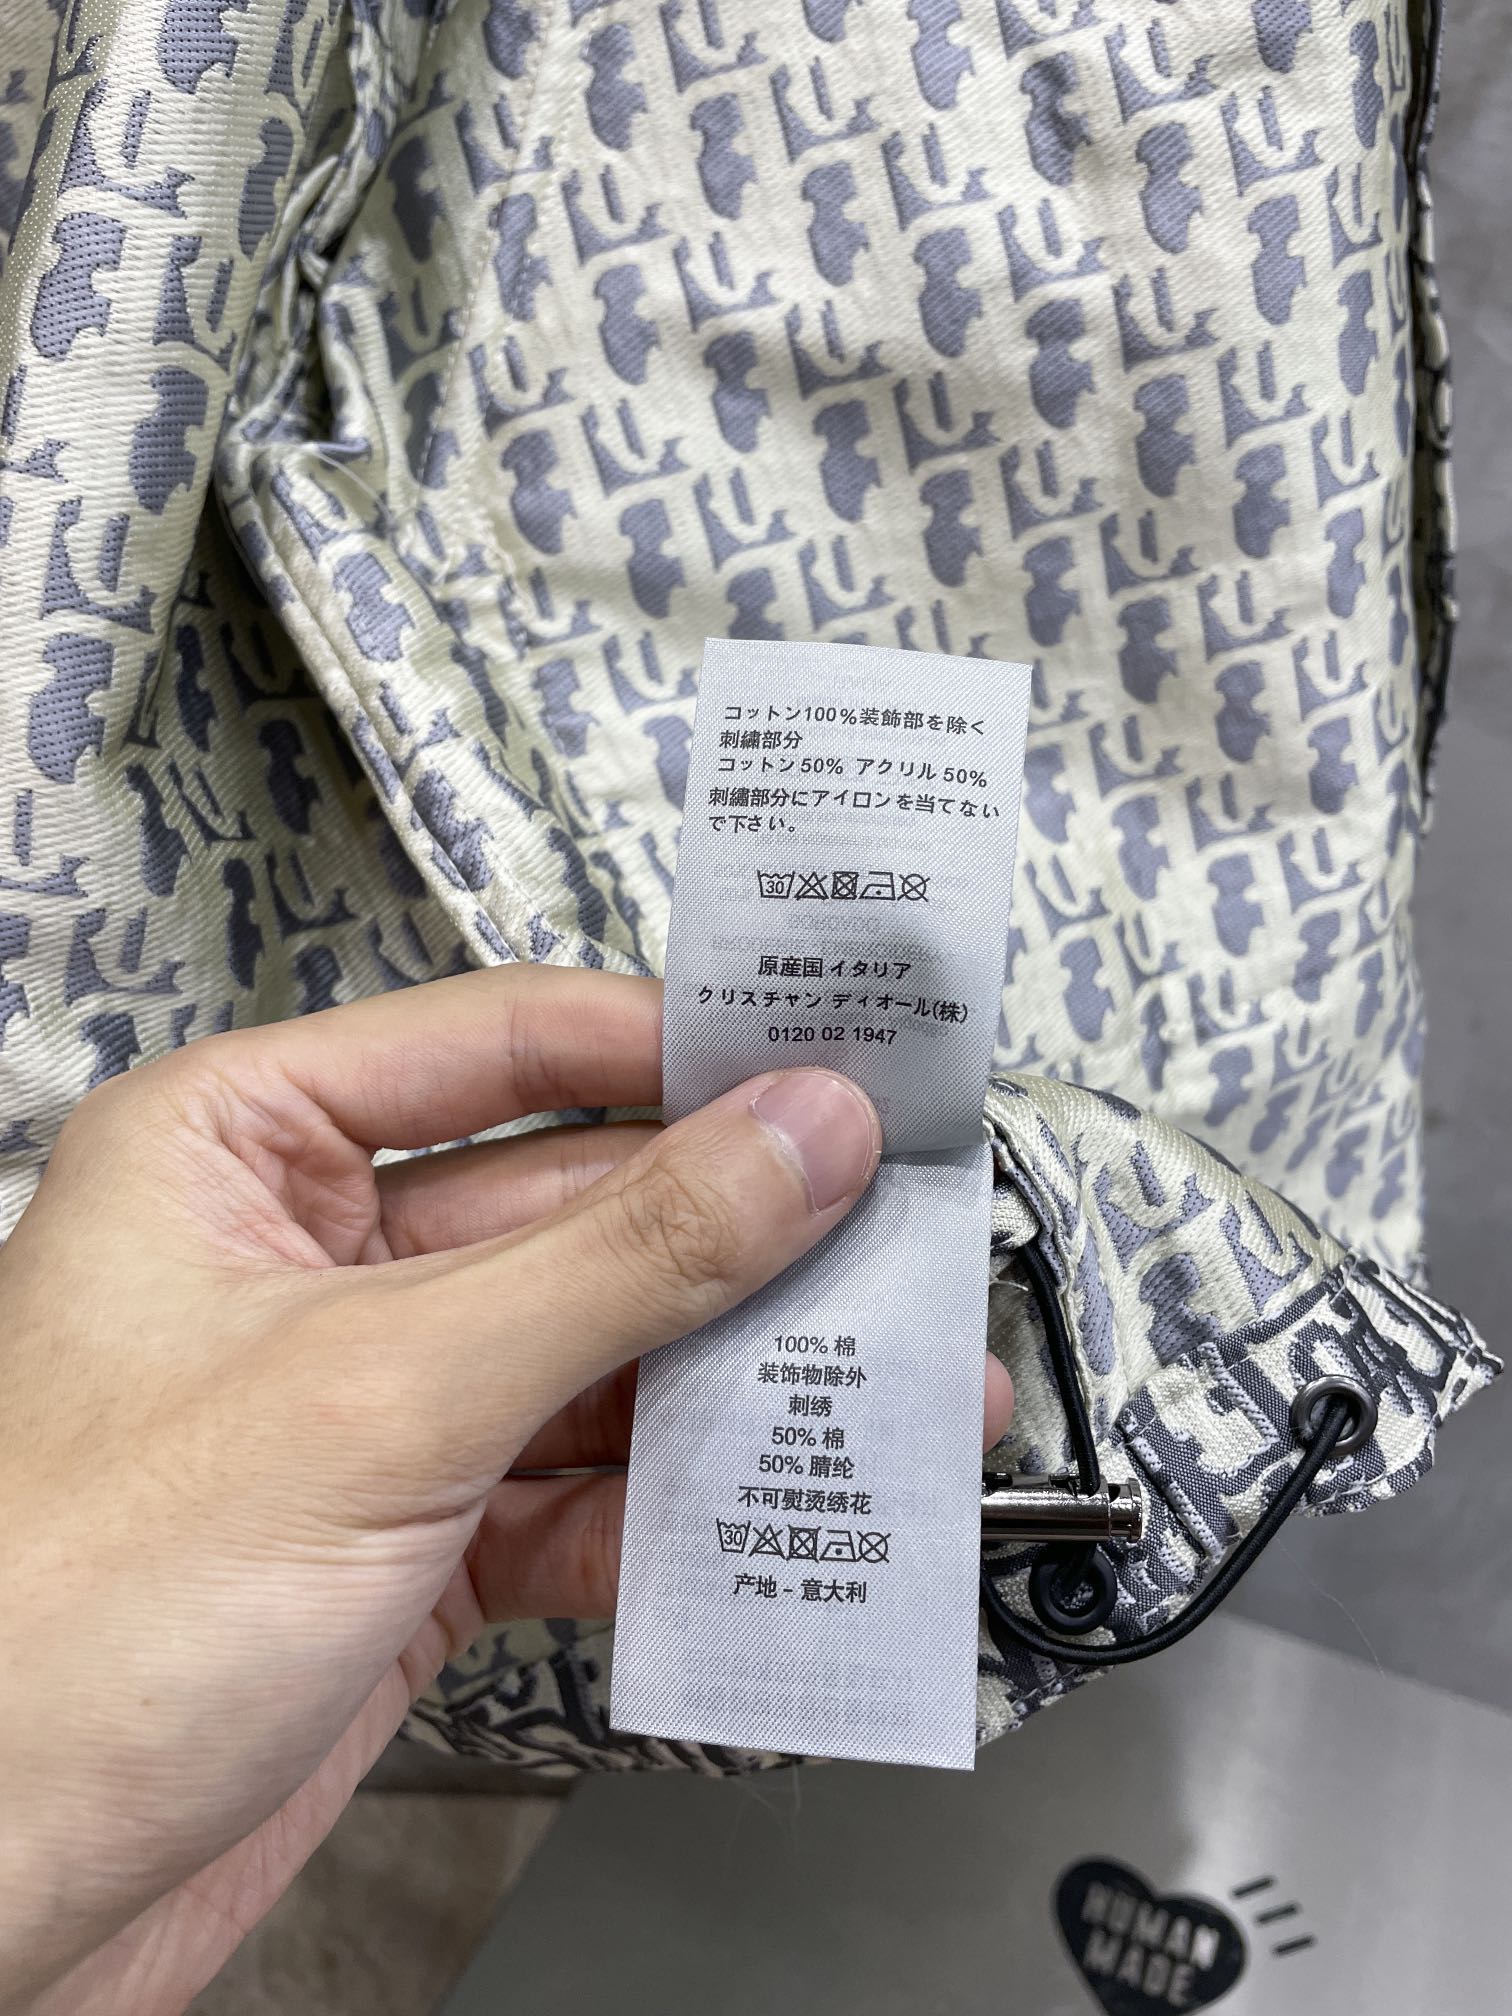 コットン100%装飾部を除く
刺繍部分
コットン50% アクリル50%
刺繍部分にアイロンを当てない
で下さい。
30
原産国 イタリア
クリスチャン ディオール(株)
0120 02 1947
100% 棉
装饰物除外
刺绣
50% 棉
50% 腈纶
不可熨烫绣花
30
产地 - 意大利
HUMAN
MADE